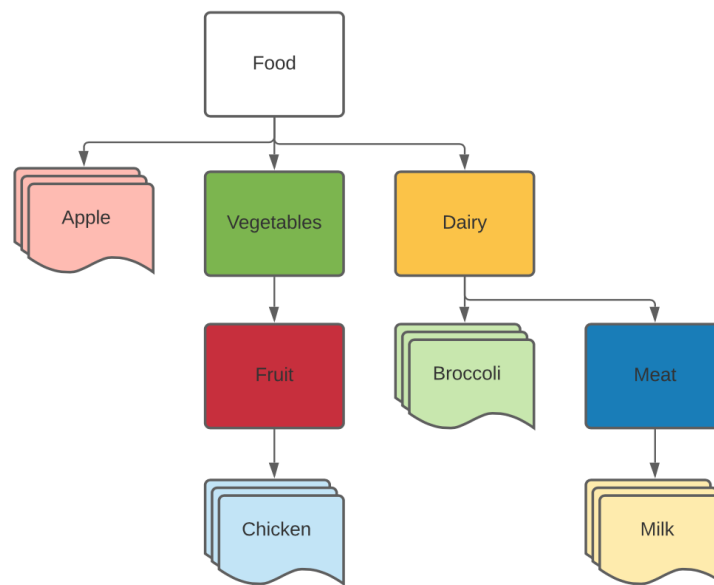 Food
Apple
Vegetables
Dairy
Fruit
Broccoli
Meat
Chicken
Milk